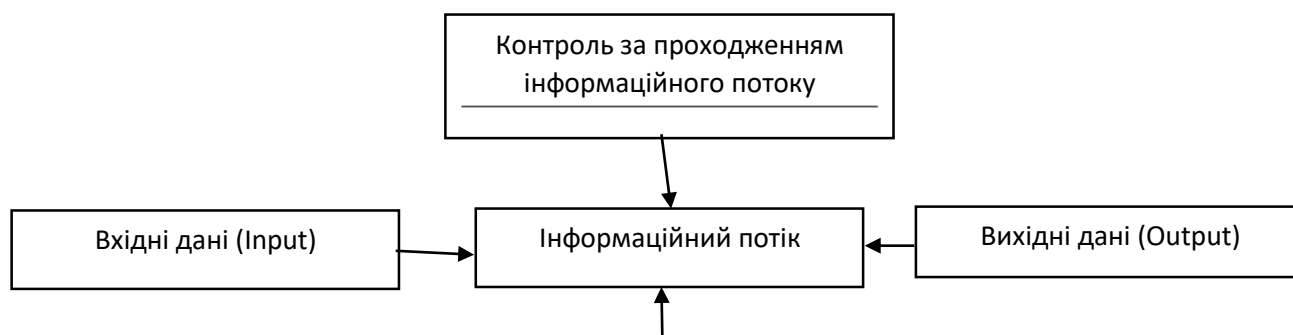 Контроль за проходженням
інформаційного потоку
Вхідні дані (Input)
Інформаційний потік
Вихідні дані (Output)